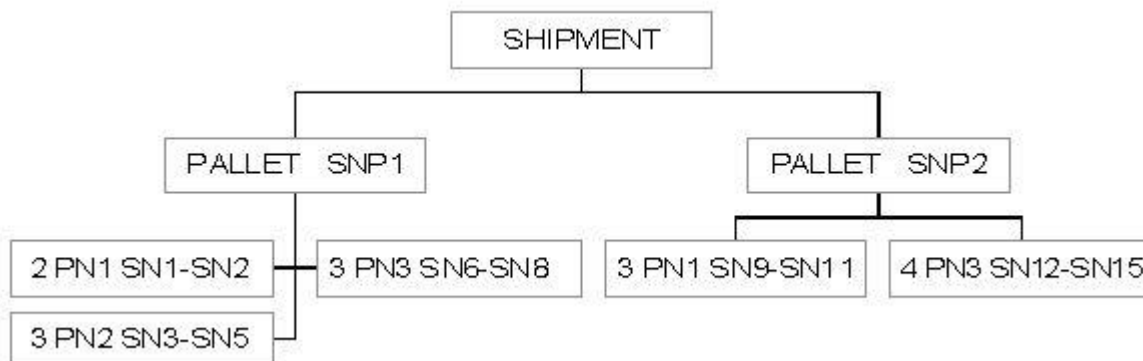 SHIPMENT
PALLET SNP1
PALLET SNP2
2 PN1 SN1-SN2
3 PN3 SN6-SN8
3 PN1 SN9-SN11
4 PN3 SN12-SN15
3 PN2 SN3-SN5